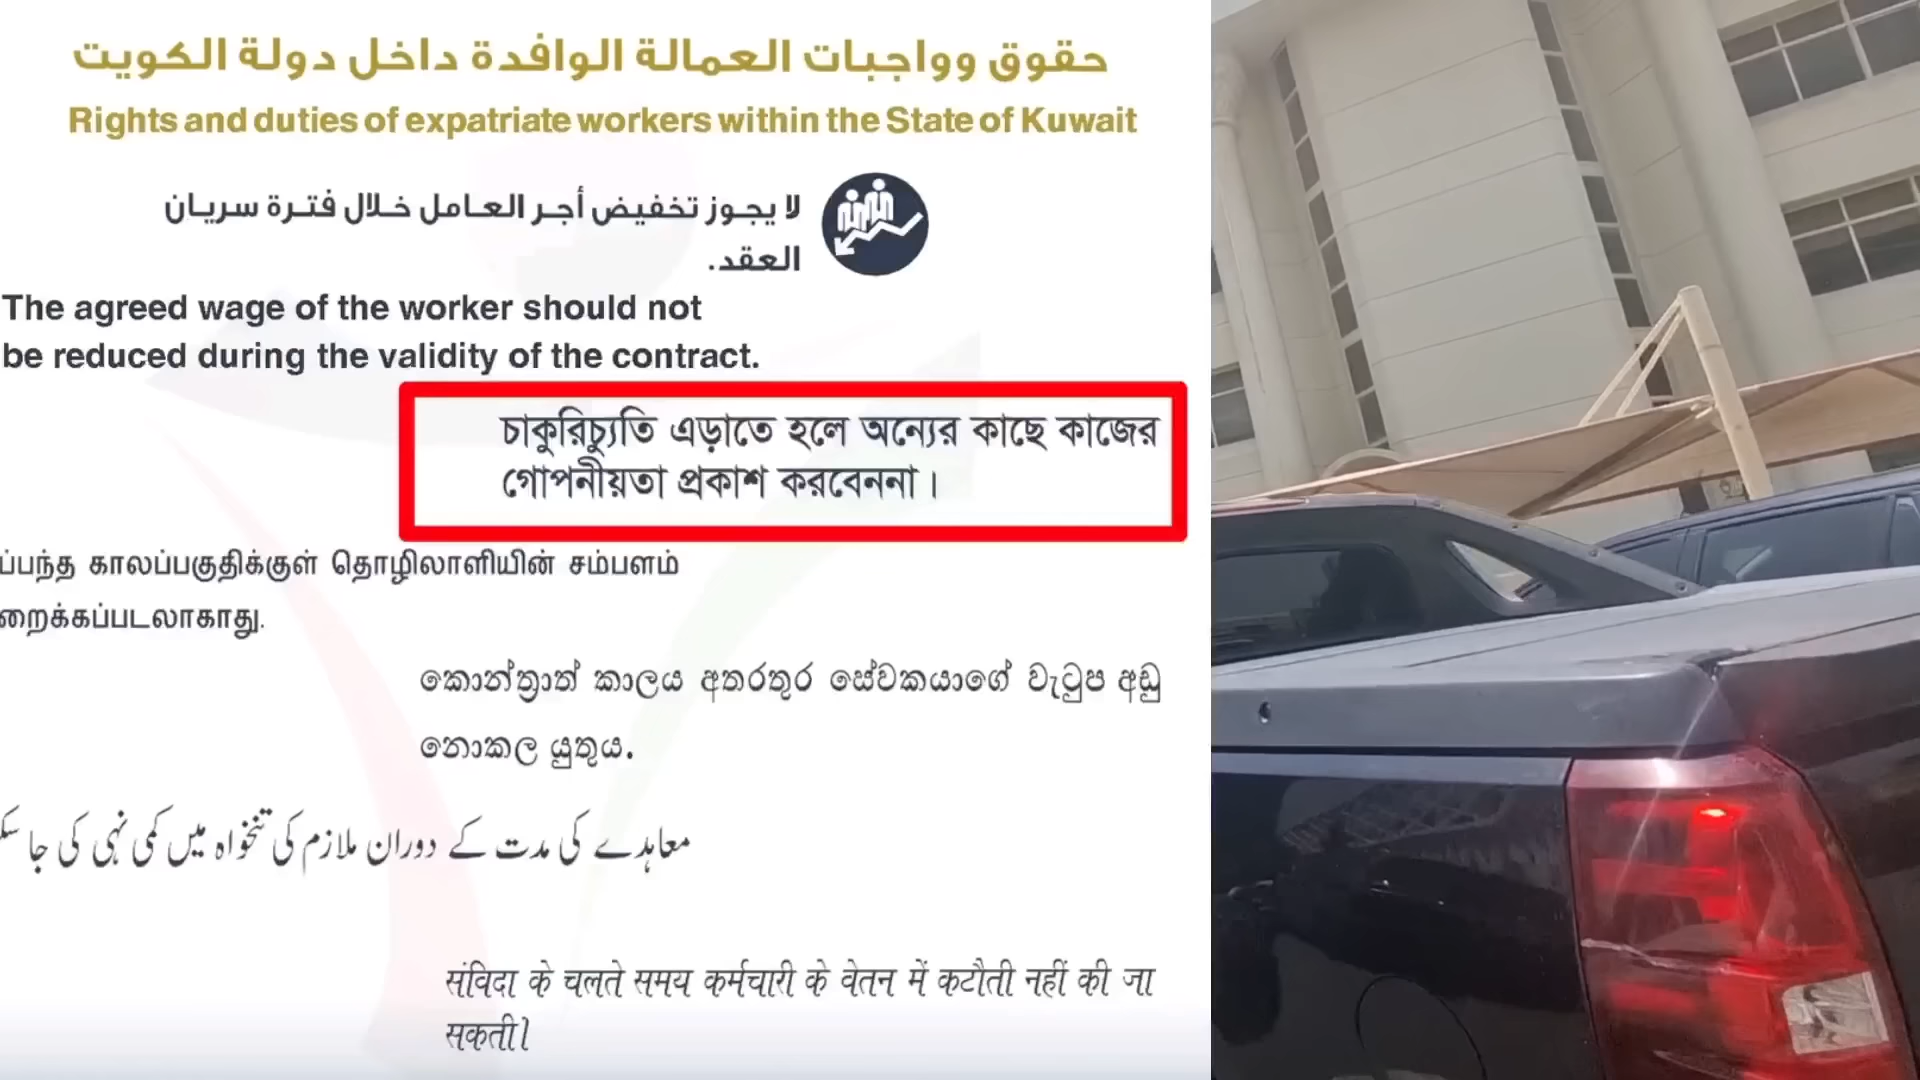 حقوق وواجبات العمالة الوافدة داخل دولة الكويت
Rights and duties of expatriate workers within the State of Kuwait
لا يجوز تخفيض أجر العامل خلال فترة سريان
العقد.
The agreed wage of the worker should not
be reduced during the validity of the contract.
চাকুরিচ্যুতি এড়াতে হলে অন্যের কাছে কাজের
গোপনীয়তা প্রকাশ করবেননা।
ப்பந்த காலப்பகுதிக்குள் தொழிலாளியின் சம்பளம்
றைக்கப்படலாகாது.
කොන්ත්‍රාත් කාලය අතරතුර සේවකයාගේ වැටුප අඩු
නොකල යුතුය.
معاہدے کی مدت کے دوران ملازم کی تنخواہ میں کمی نہی کی جا
संविदा के चलते समय कर्मचारी के वेतन में कटौती नहीं की जा
सकती।